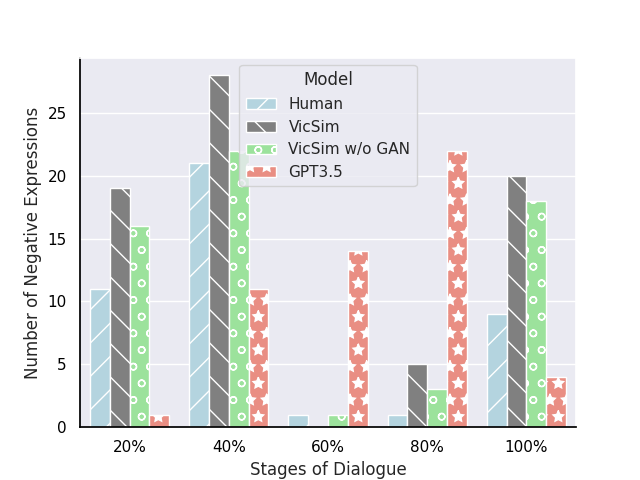 Model
Human
VicSim
VicSim w/o GAN
GPT3.5
Number of Negative Expressions
25
20
15
10
5
0
20%
40%
60%
80%
100%
Stages of Dialogue